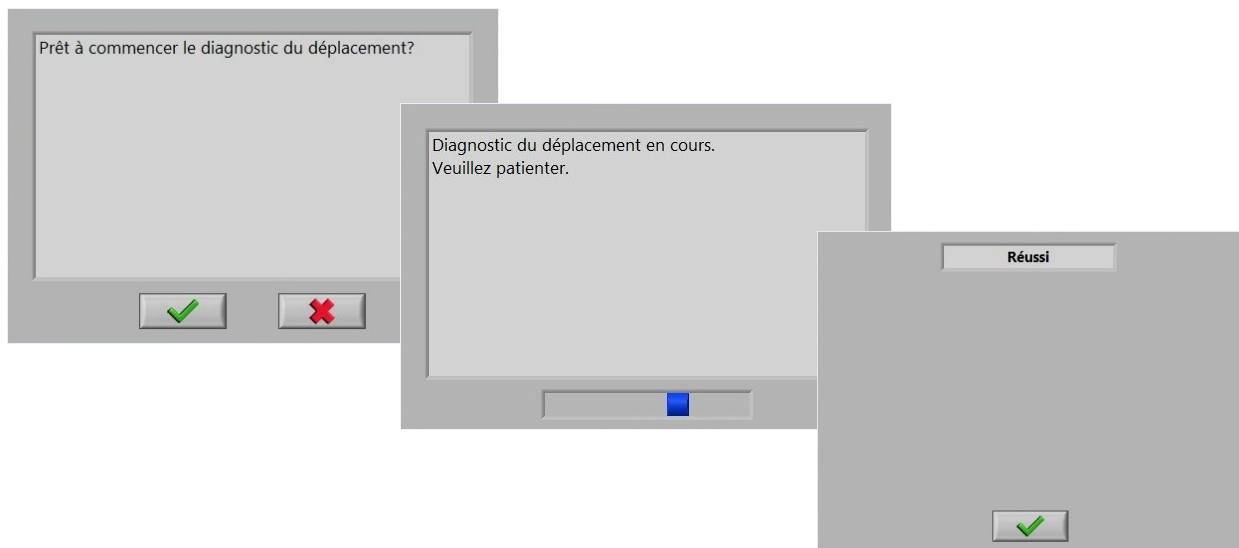 Prêt à commencer le diagnostic du déplacement?
Diagnostic du déplacement en cours.
Veuillez patienter.
Réussi